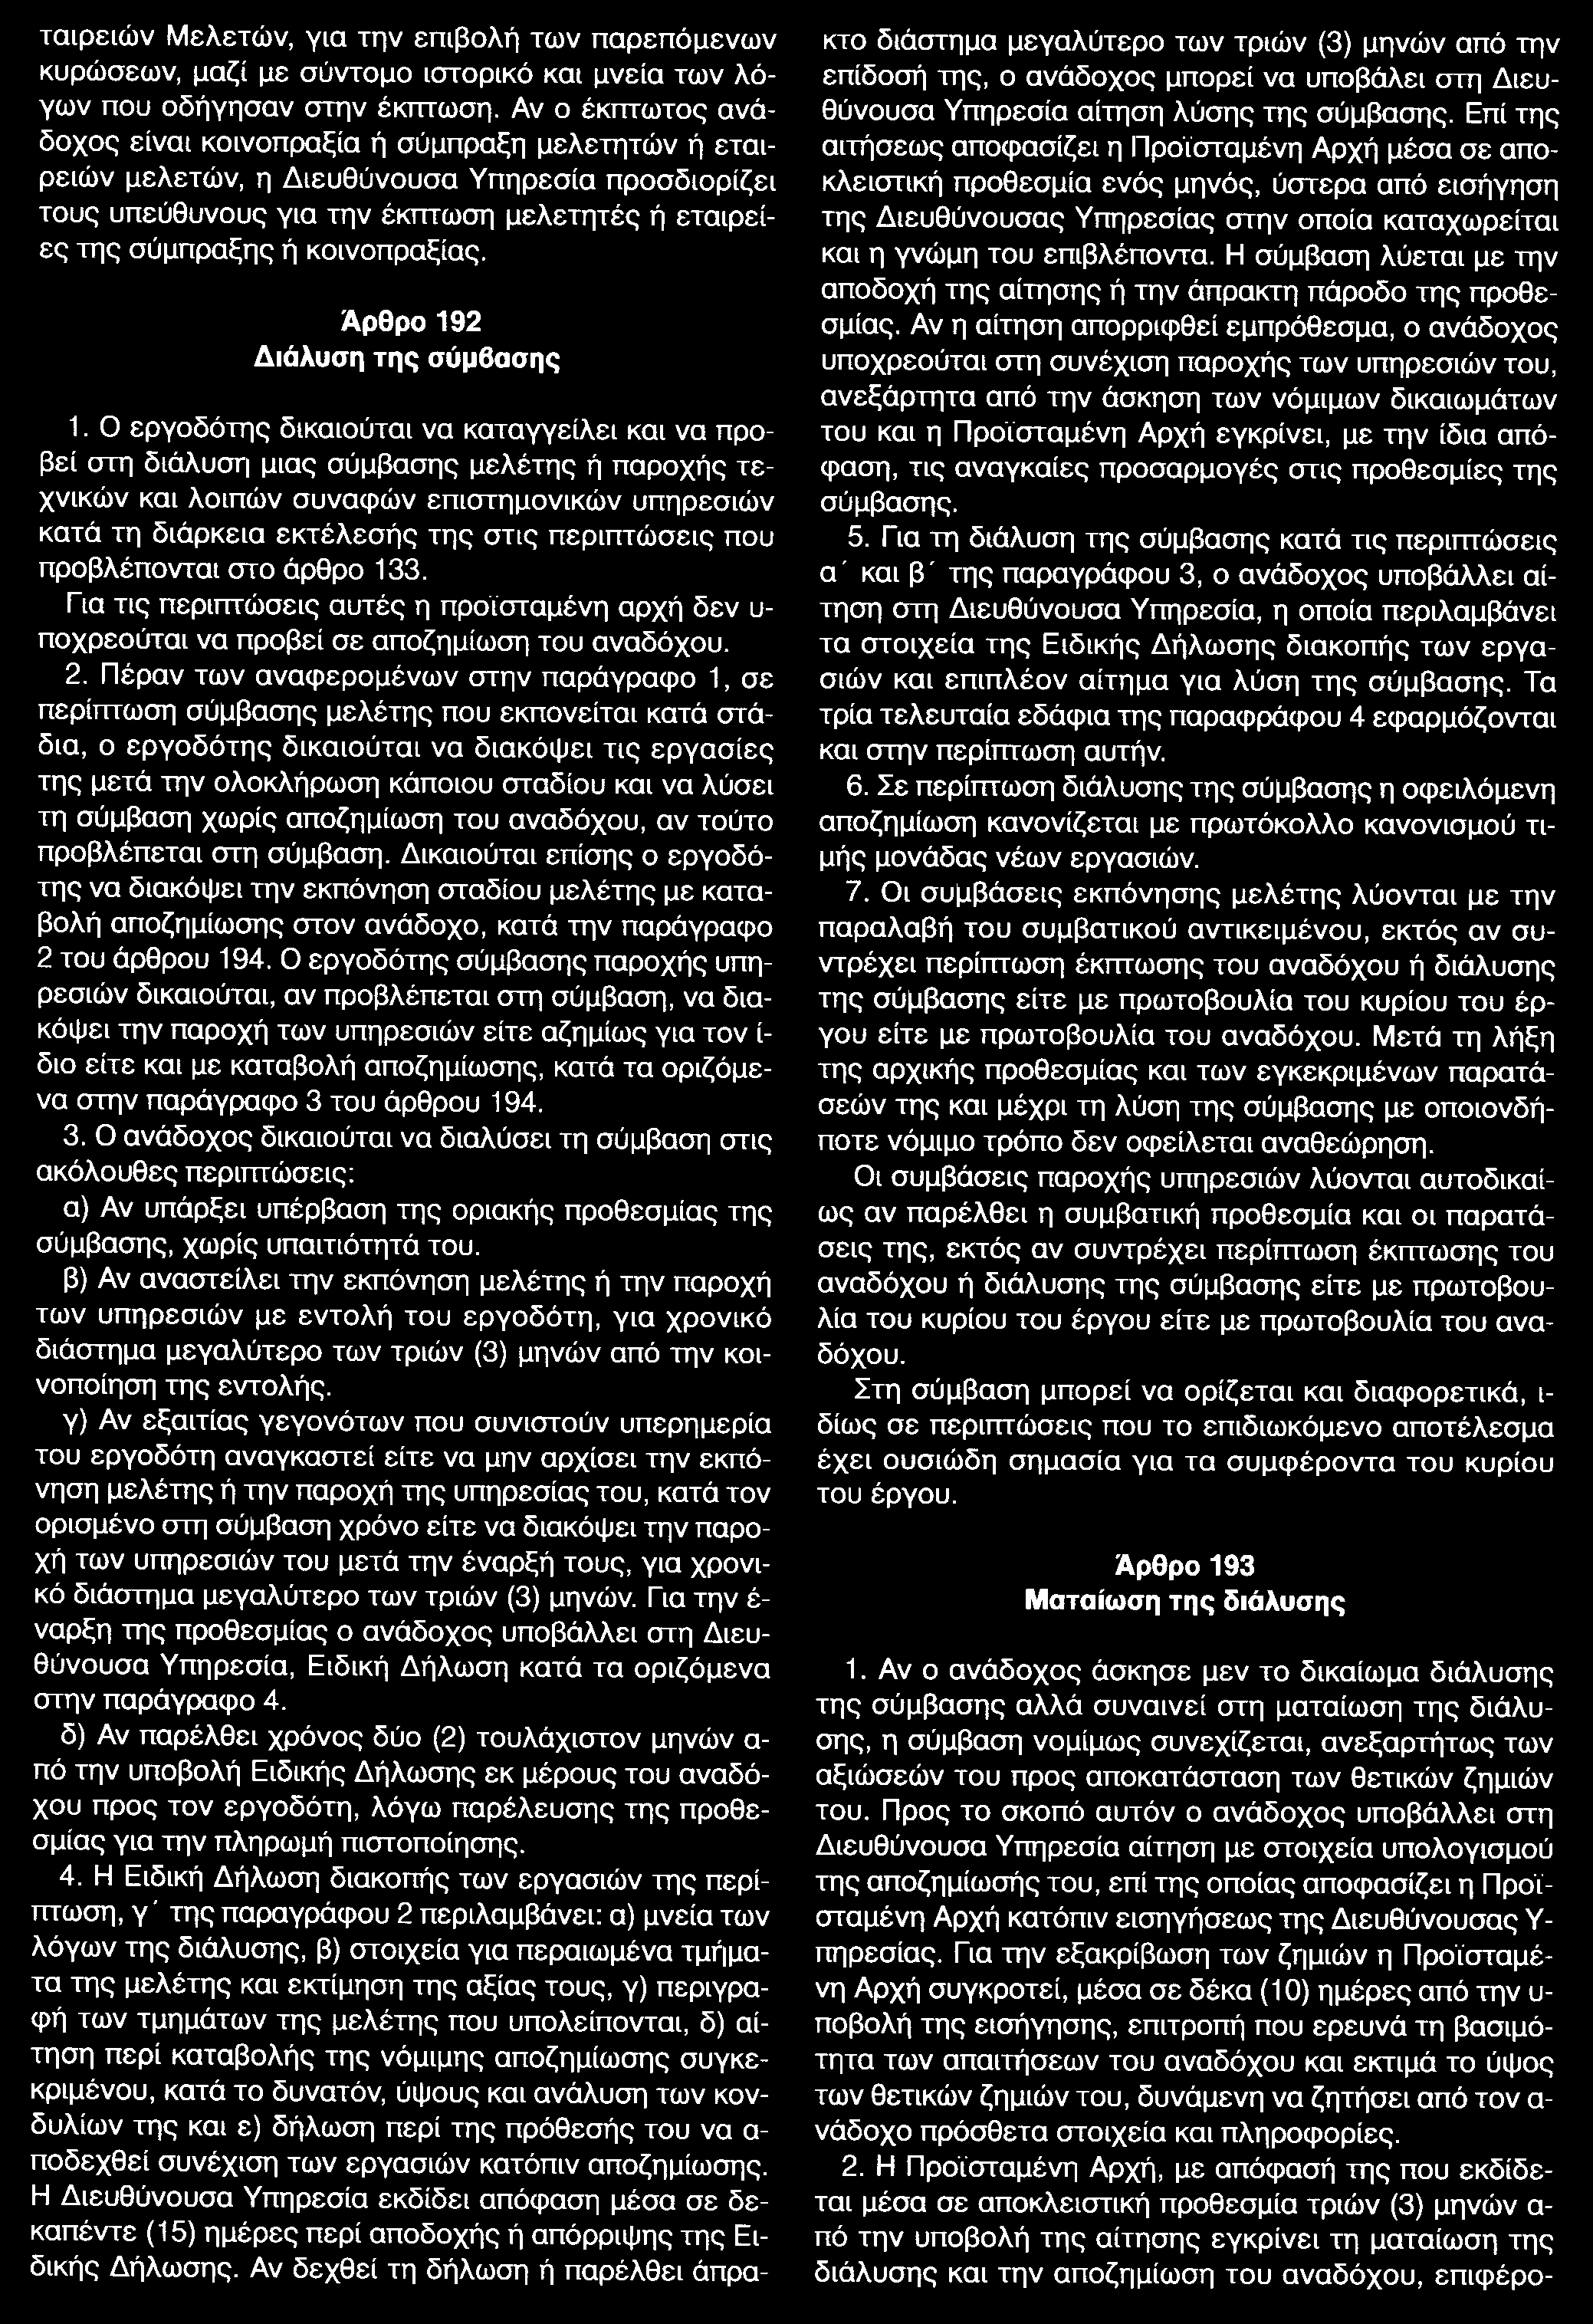 ταιρειών Μελετών, για την επιβολή των παρεπόμενων
κυρώσεων, μαζί με σύντομο ιστορικό και μνεία των λό-
γων που οδήγησαν στην έκπτωση. Αν ο έκπτωτος ανά-
δοχος είναι κοινοπραξία ή σύμπραξη μελετητών ή εται-
ρειών μελετών, η Διευθύνουσα Υπηρεσία προσδιορίζει
τους υπεύθυνους για την έκπτωση μελετητές ή εταιρεί-
ες της σύμπραξης ή κοινοπραξίας.
Άρθρο 192
Διάλυση της σύμβασης
1. Ο εργοδότης δικαιούται να καταγγείλει και να προ-
βεί στη διάλυση μιας σύμβασης μελέτης ή παροχής τε-
χνικών και λοιπών συναφών επιστημονικών υπηρεσιών
κατά τη διάρκεια εκτέλεσής της στις περιπτώσεις που
προβλέπονται στο άρθρο 133.
Για τις περιπτώσεις αυτές η προϊσταμένη αρχή δεν υ-
ποχρεούται να προβεί σε αποζημίωση του αναδόχου.
2. Πέραν των αναφερομένων στην παράγραφο 1, σε
περίπτωση σύμβασης μελέτης που εκπονείται κατά στά-
δια, ο εργοδότης δικαιούται να διακόψει τις εργασίες
της μετά την ολοκλήρωση κάποιου σταδίου και να λύσει
τη σύμβαση χωρίς αποζημίωση του αναδόχου, αν τούτο
προβλέπεται στη σύμβαση. Δικαιούται επίσης ο εργοδό-
της να διακόψει την εκπόνηση σταδίου μελέτης με κατα-
βολή αποζημίωσης στον ανάδοχο, κατά την παράγραφο
2 του άρθρου 194. Ο εργοδότης σύμβασης παροχής υπη-
ρεσιών δικαιούται, αν προβλέπεται στη σύμβαση, να δια-
κόψει την παροχή των υπηρεσιών είτε αζημίως για τον ί-
διο είτε και με καταβολή αποζημίωσης, κατά τα οριζόμε-
να στην παράγραφο 3 του άρθρου 194.
3. Ο ανάδοχος δικαιούται να διαλύσει τη σύμβαση στις
ακόλουθες περιπτώσεις:
α) Αν υπάρξει υπέρβαση της οριακής προθεσμίας της
σύμβασης, χωρίς υπαιτιότητά του.
β) Αν αναστείλει την εκπόνηση μελέτης ή την παροχή
των υπηρεσιών με εντολή του εργοδότη, για χρονικό
διάστημα μεγαλύτερο των τριών (3) μηνών από την κοι-
νοποίηση της εντολής.
γ) Αν εξαιτίας γεγονότων που συνιστούν υπερημερία
του εργοδότη αναγκαστεί είτε να μην αρχίσει την εκπό-
νηση μελέτης ή την παροχή της υπηρεσίας του, κατά τον
ορισμένο στη σύμβαση χρόνο είτε να διακόψει την παρο-
χή των υπηρεσιών του μετά την έναρξή τους, για χρονι-
κό διάστημα μεγαλύτερο των τριών (3) μηνών. Για την έ-
ναρξη της προθεσμίας ο ανάδοχος υποβάλλει στη Διευ-
θύνουσα Υπηρεσία, Ειδική Δήλωση κατά τα οριζόμενα
στην παράγραφο 4.
δ) Αν παρέλθει χρόνος δύο (2) τουλάχιστον μηνών α-
πό την υποβολή Ειδικής Δήλωσης εκ μέρους του αναδό-
χου προς τον εργοδότη, λόγω παρέλευσης της προθε-
σμίας για την πληρωμή πιστοποίησης.
4. Η Ειδική Δήλωση διακοπής των εργασιών της περί-
πτωση, γ΄ της παραγράφου 2 περιλαμβάνει: α) μνεία των
λόγων της διάλυσης, β) στοιχεία για περαιωμένα τμήμα-
τα της μελέτης και εκτίμηση της αξίας τους, γ) περιγρα-
φή των τμημάτων της μελέτης που υπολείπονται, δ) αί-
τηση περί καταβολής της νόμιμης αποζημίωσης συγκε-
κριμένου, κατά το δυνατόν, ύψους και ανάλυση των κον-
δυλίων της και ε) δήλωση περί της πρόθεσής του να α-
ποδεχθεί συνέχιση των εργασιών κατόπιν αποζημίωσης.
Η Διευθύνουσα Υπηρεσία εκδίδει απόφαση μέσα σε δε-
καπέντε (15) ημέρες περί αποδοχής ή απόρριψης της Ει-
δικής Δήλωσης. Αν δεχθεί τη δήλωση ή παρέλθει άπρα-
κτο διάστημα μεγαλύτερο των τριών (3) μηνών από την
επίδοσή της, ο ανάδοχος μπορεί να υποβάλει στη Διευ-
θύνουσα Υπηρεσία αίτηση λύσης της σύμβασης. Επί της
αιτήσεως αποφασίζει η Προϊσταμένη Αρχή μέσα σε απο-
κλειστική προθεσμία ενός μηνός, ύστερα από εισήγηση
της Διευθύνουσας Υπηρεσίας στην οποία καταχωρείται
και η γνώμη του επιβλέποντα. Η σύμβαση λύεται με την
αποδοχή της αίτησης ή την άπρακτη πάροδο της προθε-
σμίας. Αν η αίτηση απορριφθεί εμπρόθεσμα, ο ανάδοχος
υποχρεούται στη συνέχιση παροχής των υπηρεσιών του,
ανεξάρτητα από την άσκηση των νόμιμων δικαιωμάτων
του και η Προϊσταμένη Αρχή εγκρίνει, με την ίδια από-
φαση, τις αναγκαίες προσαρμογές στις προθεσμίες της
σύμβασης.
5. Για τη διάλυση της σύμβασης κατά τις περιπτώσεις
α΄ και β΄ της παραγράφου 3, ο ανάδοχος υποβάλλει αί-
τηση στη Διευθύνουσα Υπηρεσία, η οποία περιλαμβάνει
τα στοιχεία της Ειδικής Δήλωσης διακοπής των εργα-
σιών και επιπλέον αίτημα για λύση της σύμβασης. Τα
τρία τελευταία εδάφια της παραφράφου 4 εφαρμόζονται
και στην περίπτωση αυτήν.
6. Σε περίπτωση διάλυσης της σύμβασης η οφειλόμενη
αποζημίωση κανονίζεται με πρωτόκολλο κανονισμού τι-
μής μονάδας νέων εργασιών.
7. Οι συμβάσεις εκπόνησης μελέτης λύονται με την
παραλαβή του συμβατικού αντικειμένου, εκτός αν συ-
ντρέχει περίπτωση έκπτωσης του αναδόχου ή διάλυσης
της σύμβασης είτε με πρωτοβουλία του κυρίου του έρ-
γου είτε με πρωτοβουλία του αναδόχου. Μετά τη λήξη
της αρχικής προθεσμίας και των εγκεκριμένων παρατά-
σεών της και μέχρι τη λύση της σύμβασης με οποιονδή-
ποτε νόμιμο τρόπο δεν οφείλεται αναθεώρηση.
Οι συμβάσεις παροχής υπηρεσιών λύονται αυτοδικαί-
ως αν παρέλθει η συμβατική προθεσμία και οι παρατά-
σεις της, εκτός αν συντρέχει περίπτωση έκπτωσης του
αναδόχου ή διάλυσης της σύμβασης είτε με πρωτοβου-
λία του κυρίου του έργου είτε με πρωτοβουλία του ανα-
δόχου.
Στη σύμβαση μπορεί να ορίζεται και διαφορετικά, ι-
δίως σε περιπτώσεις που το επιδιωκόμενο αποτέλεσμα
έχει ουσιώδη σημασία για τα συμφέροντα του κυρίου
του έργου.
Άρθρο 193
Ματαίωση της διάλυσης
1. Αν ο ανάδοχος άσκησε μεν το δικαίωμα διάλυσης
της σύμβασης αλλά συναινεί στη ματαίωση της διάλυ-
σης, η σύμβαση νομίμως συνεχίζεται, ανεξαρτήτως των
αξιώσεών του προς αποκατάσταση των θετικών ζημιών
του. Προς το σκοπό αυτόν ο ανάδοχος υποβάλλει στη
Διευθύνουσα Υπηρεσία αίτηση με στοιχεία υπολογισμού
της αποζημίωσής του, επί της οποίας αποφασίζει η Προϊ-
σταμένη Αρχή κατόπιν εισηγήσεως της Διευθύνουσας Υ-
πηρεσίας. Για την εξακρίβωση των ζημιών η Προϊσταμέ-
νη Αρχή συγκροτεί, μέσα σε δέκα (10) ημέρες από την υ-
ποβολή της εισήγησης, επιτροπή που ερευνά τη βασιμό-
τητα των απαιτήσεων του αναδόχου και εκτιμά το ύψος
των θετικών ζημιών του, δυνάμενη να ζητήσει από τον α-
νάδοχο πρόσθετα στοιχεία και πληροφορίες.
2. Η Προϊσταμένη Αρχή, με απόφασή της που εκδίδε-
ται μέσα σε αποκλειστική προθεσμία τριών (3) μηνών α-
πό την υποβολή της αίτησης εγκρίνει τη ματαίωση της
διάλυσης και την αποζημίωση του αναδόχου, επιφέρο-